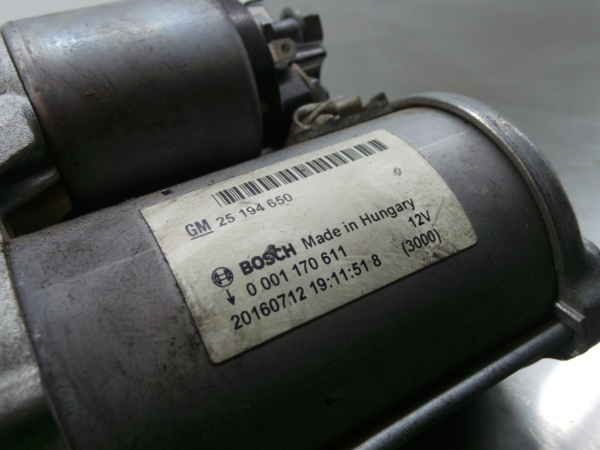 GM 25 194 650
BOSCH Made in Hungary
0 001 170 611 12V
20160712 19:11:51 8 (3000)